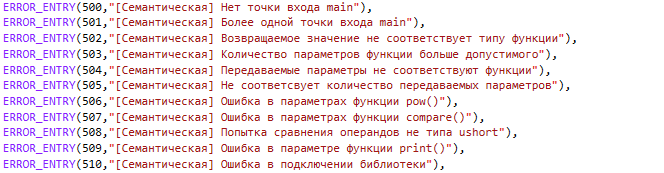 ERROR_ENTRY(500,"[Семантическая] Нет точки входа main"),
ERROR_ENTRY(501,"[Семантическая] Более одной точки входа main"),
ERROR_ENTRY(502,"[Семантическая] Возвращаемое значение не соответствует типу функции"),
ERROR_ENTRY(503,"[Семантическая] Количество параметров функции больше допустимого"),
ERROR_ENTRY(504,"[Семантическая] Передаваемые параметры не соответствуют функции"),
ERROR_ENTRY(505,"[Семантическая] Не соответсвует количество передаваемых параметров"),
ERROR_ENTRY(506,"[Семантическая] Ошибка в параметрах функции pow()"),
ERROR_ENTRY(507,"[Семантическая] Ошибка в параметрах функции compare()"),
ERROR_ENTRY(508,"[Семантическая] Попытка сравнения операндов не типа ushort"),
ERROR_ENTRY(509,"[Семантическая] Ошибка в параметре функции print()"),
ERROR_ENTRY(510,"[Семантическая] Ошибка в подключении библиотеки"),